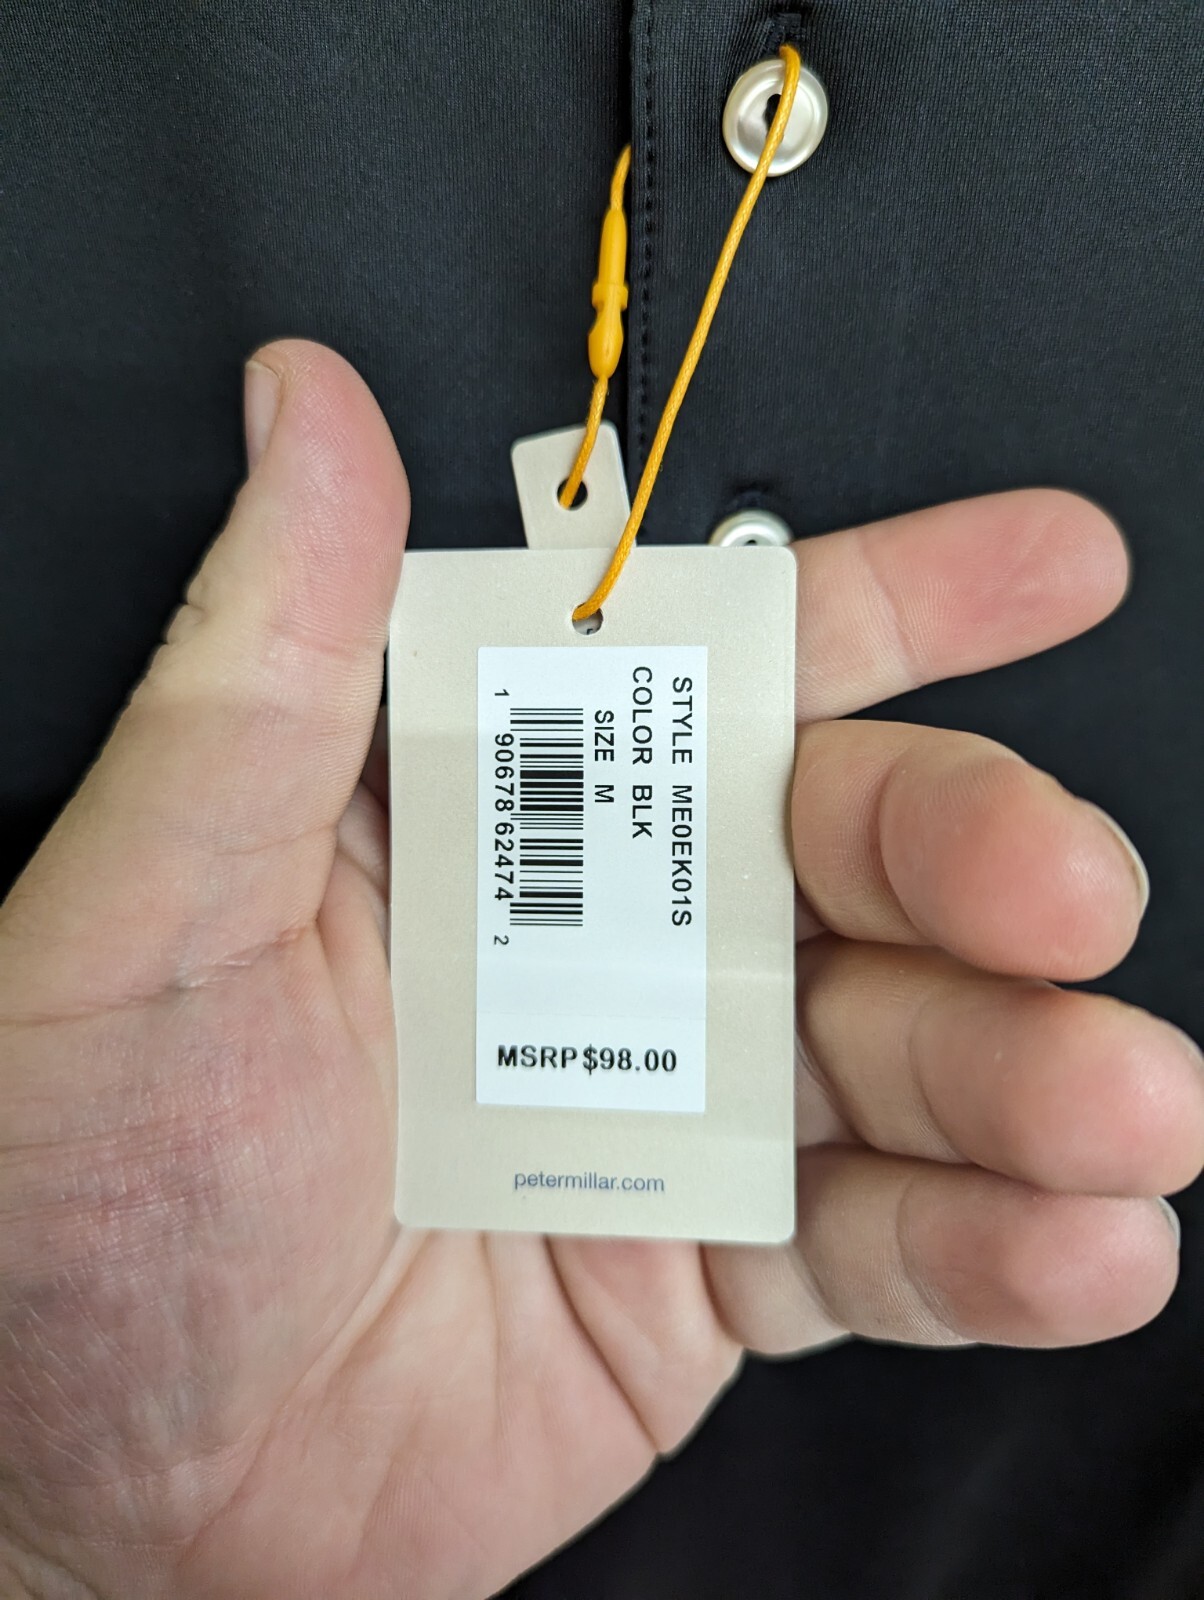 STYLE ME0EK01S
COLOR BLK
SIZE M
1 90678 62474 2
MSRP $98.00
petermillar.com